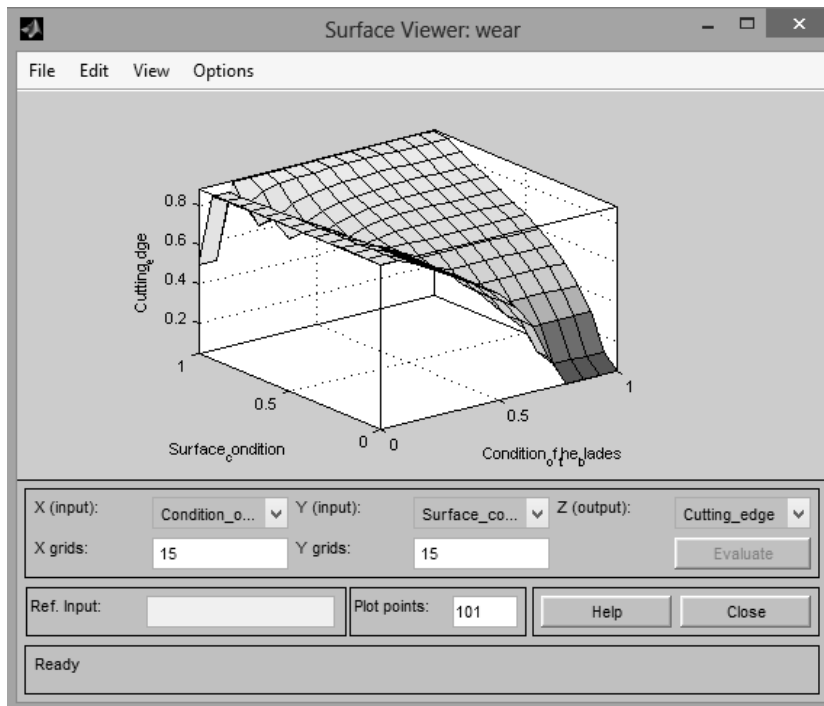 Surface Viewer: wear
File Edit View Options
0.8
0.6
0.4
0.2
Cutting_edge
1
0.5
0
Surface_condition
0
0.5
1
Condition_of_the_blades
X (input): Condition_o... Y (input): Surface_co... Z (output): Cutting_edge
X grids: 15 Y grids: 15 Evaluate
Ref. Input: Plot points: 101 Help Close
Ready